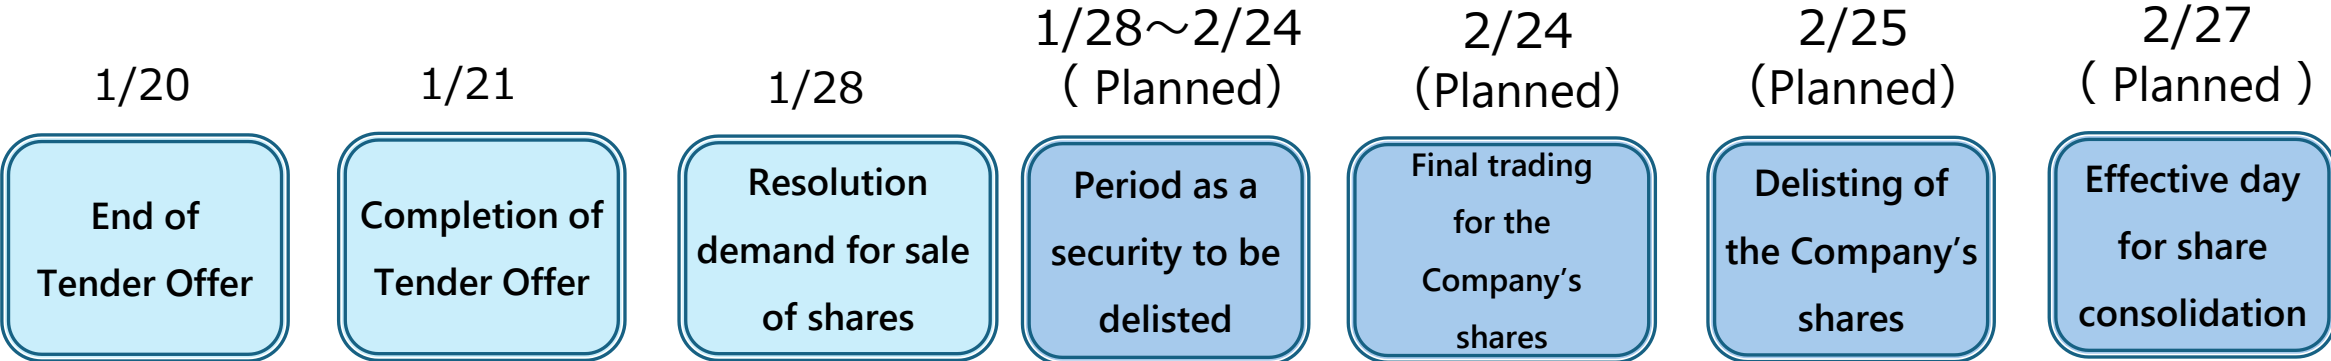 1/20
End of
Tender Offer
1/21
Completion of
Tender Offer
1/28
Resolution
demand for sale
of shares
1/28～2/24
（ Planned）
Period as a
security to be
delisted
2/24
（Planned）
Final trading
for the
Company’s
shares
2/25
（Planned）
Delisting of
the Company’s
shares
2/27
（ Planned ）
Effective day
for share
consolidation